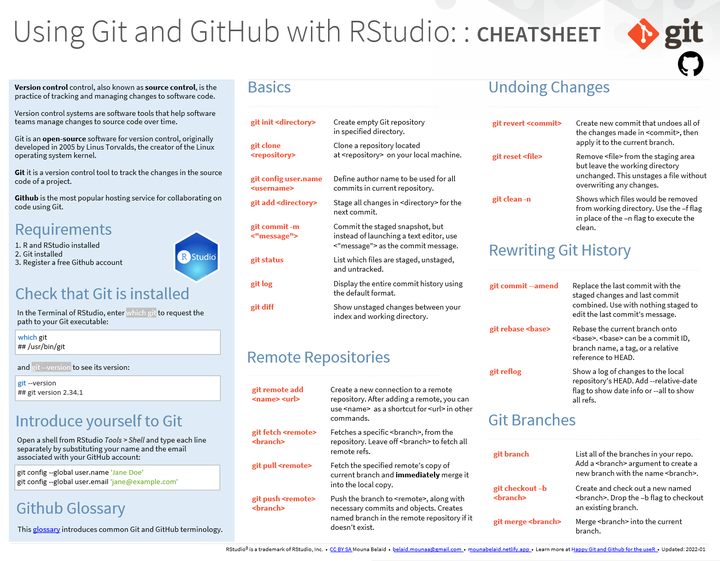 Using Git and GitHub with RStudio: : CHEATSHEET
git
Version control control, also known as source control, is the
practice of tracking and managing changes to software code.
Version control systems are software tools that help software
teams manage changes to source code over time.
Git is an open-source software for version control, originally
developed in 2005 by Linus Torvalds, the creator of the Linux
operating system kernel.
Git it is a version control tool to track the changes in the source
code of a project.
Github is the most popular hosting service for collaborating on
code using Git.
Requirements
1. R and RStudio installed
2. Git installed
3. Register a free Github account
R Studio
Check that Git is installed
In the Terminal of RStudio, enter which git to request the
path to your Git executable:
which git
## /usr/bin/git
and git --version to see its version:
git --version
## git version 2.34.1
Introduce yourself to Git
Open a shell from RStudio Tools > Shell and type each line
separately by substituting your name and the email
associated with your GitHub account:
git config --global user.name 'Jane Doe'
git config --global user.email 'jane@example.com'
Github Glossary
This glossary introduces common Git and GitHub terminology.
Basics
git init <directory>
Create empty Git repository
in specified directory.
git clone
<repository>
Clone a repository located
at <repository> on your local machine.
git config user.name
<username>
Define author name to be used for all
commits in current repository.
git add <directory>
Stage all changes in <directory> for the
next commit.
git commit -m
<"message">
Commit the staged snapshot, but
instead of launching a text editor, use
<"message"> as the commit message.
git status
List which files are staged, unstaged,
and untracked.
git log
Display the entire commit history using
the default format.
git diff
Show unstaged changes between your
index and working directory.
Remote Repositories
git remote add
<name> <url>
Create a new connection to a remote
repository. After adding a remote, you can
use <name> as a shortcut for <url> in other
commands.
git fetch <remote>
<branch>
Fetches a specific <branch>, from the
repository. Leave off <branch> to fetch all
remote refs.
git pull <remote>
Fetch the specified remote's copy of
current branch and immediately merge it
into the local copy.
git push <remote>
<branch>
Push the branch to <remote>, along with
necessary commits and objects. Creates
named branch in the remote repository if it
doesn't exist.
Undoing Changes
git revert <commit>
Create new commit that undoes all of
the changes made in <commit>, then
apply it to the current branch.
git reset <file>
Remove <file> from the staging area
but leave the working directory
unchanged. This unstages a file without
overwriting any changes.
git clean -n
Shows which files would be removed
from working directory. Use the –f flag
in place of the –n flag to execute the
clean.
Rewriting Git History
git commit --amend
Replace the last commit with the
staged changes and last commit
combined. Use with nothing staged to
edit the last commit's message.
git rebase <base>
Rebase the current branch onto
<base>. <base> can be a commit ID,
branch name, a tag, or a relative
reference to HEAD.
git reflog
Show a log of changes to the local
repository's HEAD. Add --relative-date
flag to show date info or --all to show
all refs.
Git Branches
git branch
List all of the branches in your repo.
Add a <branch> argument to create a
new branch with the name <branch>.
git checkout –b
<branch>
Create and check out a new named
<branch>. Drop the –b flag to checkout
an existing branch.
git merge <branch>
Merge <branch> into the current
branch.
RStudio® is a trademark of RStudio, Inc. • CC BY SA Mouna Belaid • belaid.mounaa@gmail.com • mounabelaid.netlify.app • Learn more at Happy Git and Github for the useR • Updated: 2022-01